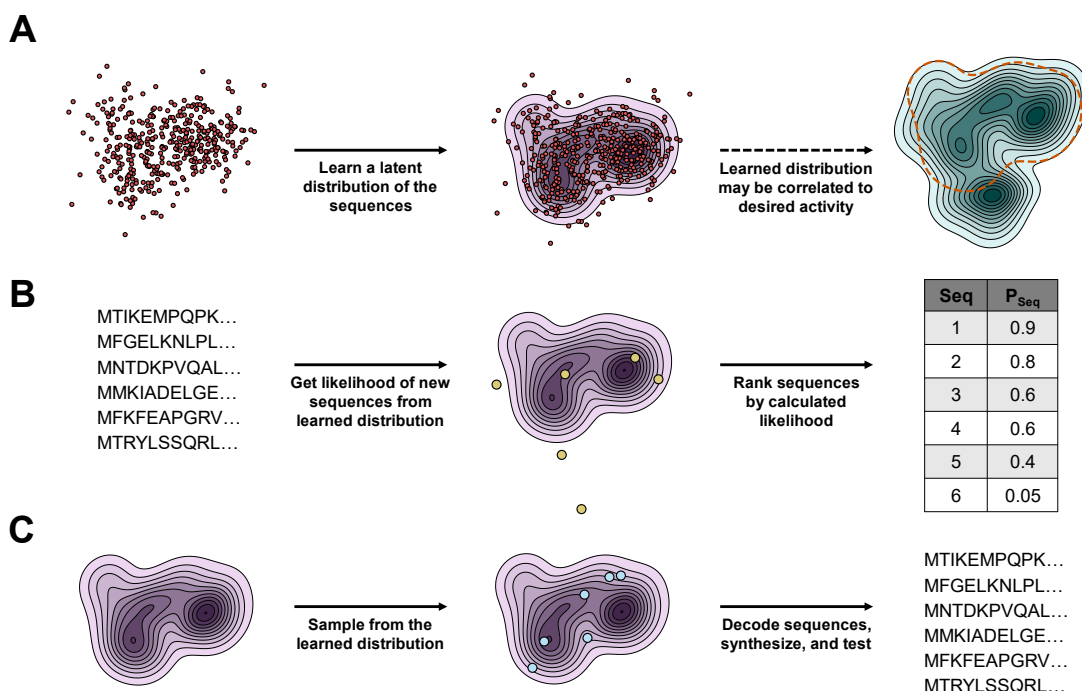 A
Learn a latent
distribution of the
sequences
Learned distribution
may be correlated to
desired activity
B
MTIKEMPQPK...
MFGELKNLPL...
MNTDKPVQAL...
MMKIADELGE...
MFKFEAPGRV...
MTRYLSSQRL...
Get likelihood of new
sequences from
learned distribution
Rank sequences
by calculated
likelihood
Seq PSeq
1 0.9
2 0.8
3 0.6
4 0.6
5 0.4
6 0.05
C
Sample from the
learned distribution
Decode sequences,
synthesize, and test
MTIKEMPQPK...
MFGELKNLPL...
MNTDKPVQAL...
MMKIADELGE...
MFKFEAPGRV...
MTRYLSSQRL...